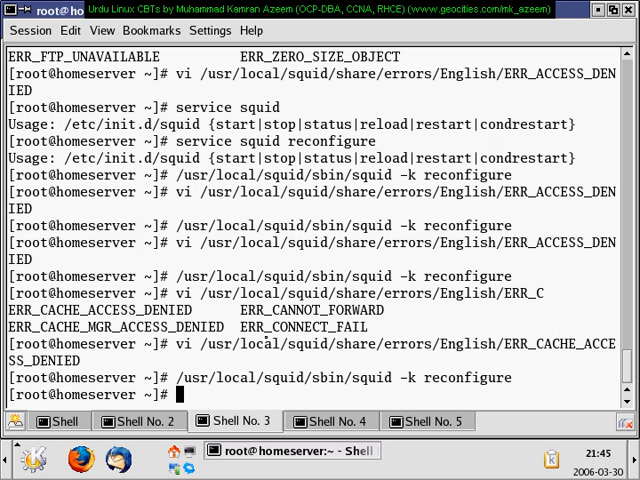 root@ho
Urdu Linux CBTs by Muhammad Kamran Azeem (OCP-DBA, CCNA, RHCE) (www.geocities.com/mk_azeem)
Session Edit View Bookmarks Settings Help
ERR_FTP_UNAVAILABLE ERR_ZERO_SIZE_OBJECT
[root@homeserver ~]# vi /usr/local/squid/share/errors/English/ERR_ACCESS_DEN
IED
[root@homeserver ~]# service squid
Usage: /etc/init.d/squid {start|stop|status|reload|restart|condrestart}
[root@homeserver ~]# service squid reconfigure
Usage: /etc/init.d/squid {start|stop|status|reload|restart|condrestart}
[root@homeserver ~]# /usr/local/squid/sbin/squid -k reconfigure
[root@homeserver ~]# vi /usr/local/squid/share/errors/English/ERR_ACCESS_DEN
IED
[root@homeserver ~]# /usr/local/squid/sbin/squid -k reconfigure
[root@homeserver ~]# vi /usr/local/squid/share/errors/English/ERR_ACCESS_DEN
IED
[root@homeserver ~]# /usr/local/squid/sbin/squid -k reconfigure
[root@homeserver ~]# vi /usr/local/squid/share/errors/English/ERR_C
ERR_CACHE_ACCESS_DENIED ERR_CANNOT_FORWARD
ERR_CACHE_MGR_ACCESS_DENIED ERR_CONNECT_FAIL
[root@homeserver ~]# vi /usr/local/squid/share/errors/English/ERR_CACHE_ACCE
SS_DENIED
[root@homeserver ~]# /usr/local/squid/sbin/squid -k reconfigure
[root@homeserver ~]#
Shell Shell No. 2 Shell No. 3 Shell No. 4 Shell No. 5
root@homeserver:~ - Shell
21:45
2006-03-30